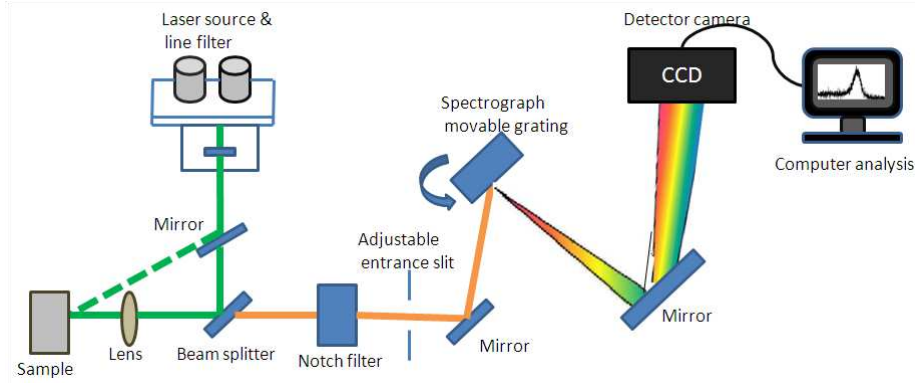 Laser source &
line filter
Detector camera
CCD
Spectrograph
movable grating
Computer analysis
Mirror
Adjustable
entrance slit
Sample
Lens
Beam splitter
Notch filter
Mirror
Mirror